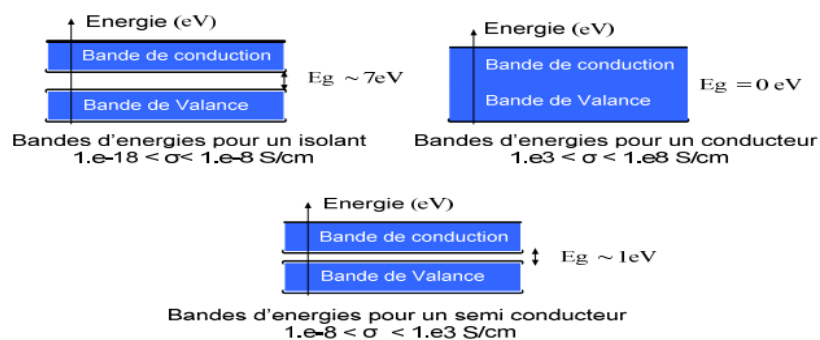 Energie (eV)
Bande de conduction
Eg ~ 7eV
Bande de Valance
Bandes d'energies pour un isolant
1.e-18 < σ< 1.e-8 S/cm
Energie (eV)
Bande de conduction
Eg = 0 eV
Bande de Valance
Bandes d'energies pour un conducteur
1.e3 < σ < 1.e8 S/cm
Energie (eV)
Bande de conduction
Eg ~ 1eV
Bande de Valance
Bandes d'energies pour un semi conducteur
1.e-8 < σ < 1.e3 S/cm